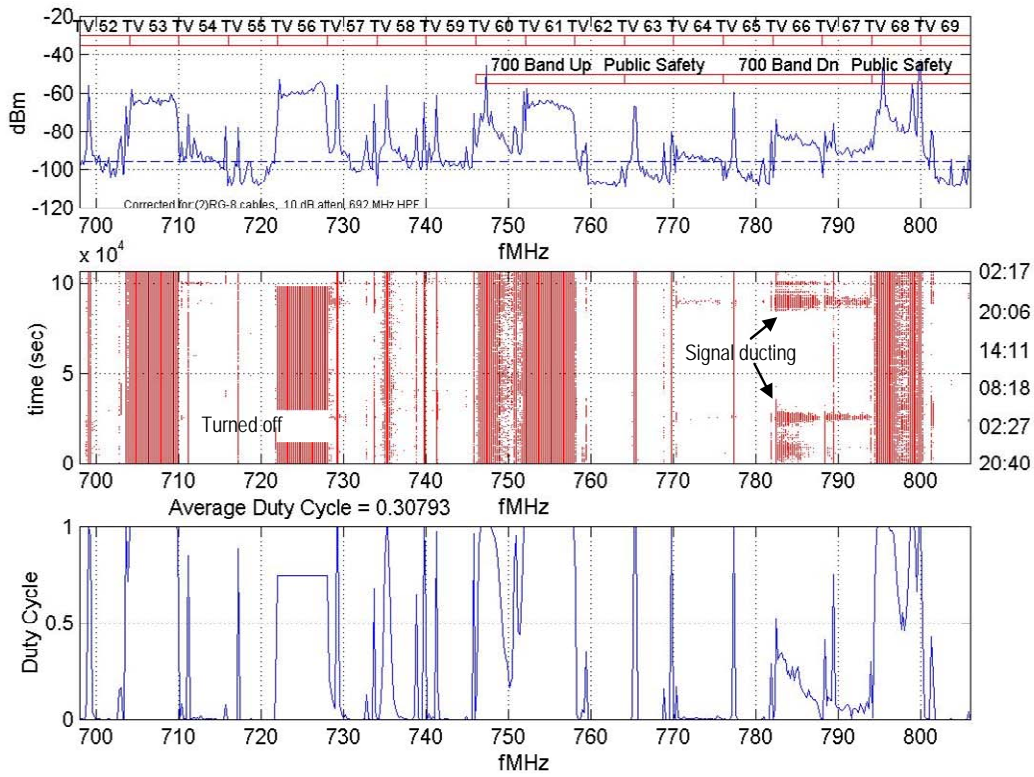 -20
TV 52 TV 53 TV 54 TV 55 TV 56 TV 57 TV 58 TV 59 TV 60 TV 61 TV 62 TV 63 TV 64 TV 65 TV 66 TV 67 TV 68 TV 69
-40
700 Band Up Public Safety 700 Band Dn Public Safety
-60
-80
-100
-120
dBm
Corrected for:(2)RG-8 cables, 10 dB atten, 692 MHz HPF
700 710 720 730 740 750 760 770 780 790 800
fMHz
x 10^4
10
5
0
time (sec)
Turned off
Signal ducting
02:17
20:06
14:11
08:18
02:27
20:40
700 710 720 730 740 750 760 770 780 790 800
Average Duty Cycle = 0.30793 fMHz
1
0.5
0
Duty Cycle
700 710 720 730 740 750 760 770 780 790 800
fMHz